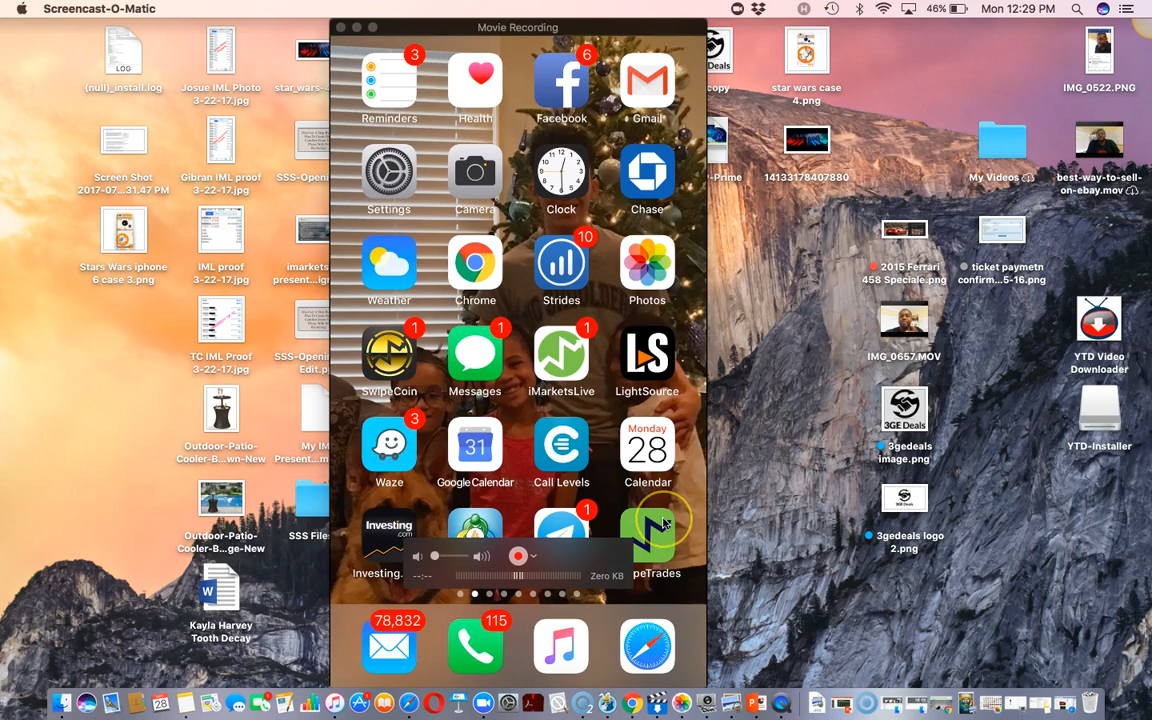 Screencast-O-Matic
46%
Mon 12:29 PM
Movie Recording
LOG
(null)_install.log
Josue IML Photo
3-22-17.jpg
star_wars-
Deals
copy
star wars case
4.png
IMG_0522.PNG
3
Reminders
Health
6
Facebook
Gmail
Screen Shot
2017-07...31.47 PM
Gibran IML proof
3-22-17.jpg
SSS-Openi
-Prime
14133178407880
My Videos
best-way-to-sell-
on-ebay.mov
Settings
Camera
Clock
Chase
Stars Wars iphone
6 case 3.png
IML proof
3-22-17.jpg
imarkets
2015 Ferrari
458 Speciale.png
ticket paymetn
confirm...5-16.png
Weather
Chrome
10
Strides
Photos
TC IML Proof
3-22-17.jpg
SSS-Openi
Edit.p
IMG_0657.MOV
YTD Video
Downloader
1
SwipeCoin
1
Messages
1
iMarketsLive
LS
LightSource
Outdoor-Patio-
Cooler-B...wn-New
My IM
3GE
DEALS
3gedeals
image.png
YTD-Installer
3
Waze
31
Google Calendar
Call Levels
Monday
28
Calendar
Outdoor-Patio-
Cooler-B...ge-New
SSS Files
3gedeals logo
2.png
Investing
.com
Investing.
1
peTrades
--:--
Zero KB
W
Kayla Harvey
Tooth Decay
78,832
115